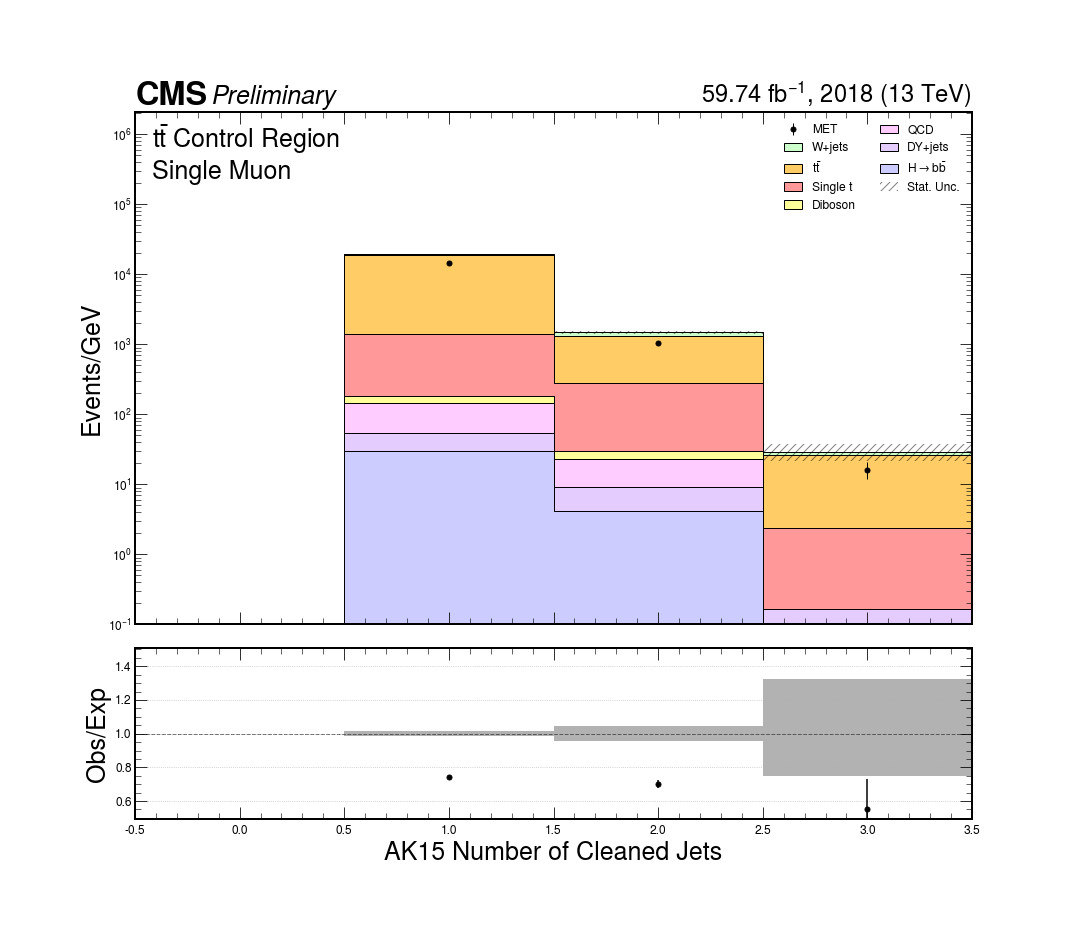 CMS Preliminary
59.74 fb⁻¹, 2018 (13 TeV)
tt̄ Control Region
Single Muon
MET
W+jets
tt̄
Single t
Diboson
QCD
DY+jets
H→bb̄
Stat. Unc.
Events/GeV
10⁶
10⁵
10⁴
10³
10²
10¹
10⁰
10⁻¹
Obs/Exp
1.4
1.2
1.0
0.8
0.6
-0.5 0.0 0.5 1.0 1.5 2.0 2.5 3.0 3.5
AK15 Number of Cleaned Jets